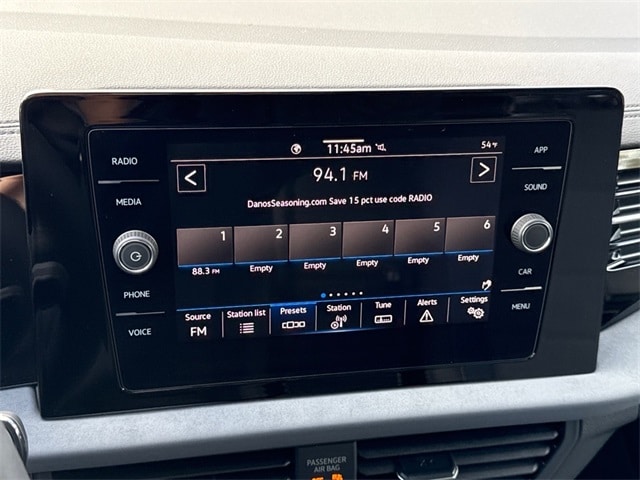 RADIO
MEDIA
PHONE
VOICE
11:45am
54 °F
94.1 FM
DanosSeasoning.com Save 15 pct use code RADIO
1 2 3 4 5 6
88.3 FM Empty Empty Empty Empty Empty
Source Station list Presets Station Tune Alerts Settings
FM
APP
SOUND
CAR
MENU
PASSENGER
AIR BAG